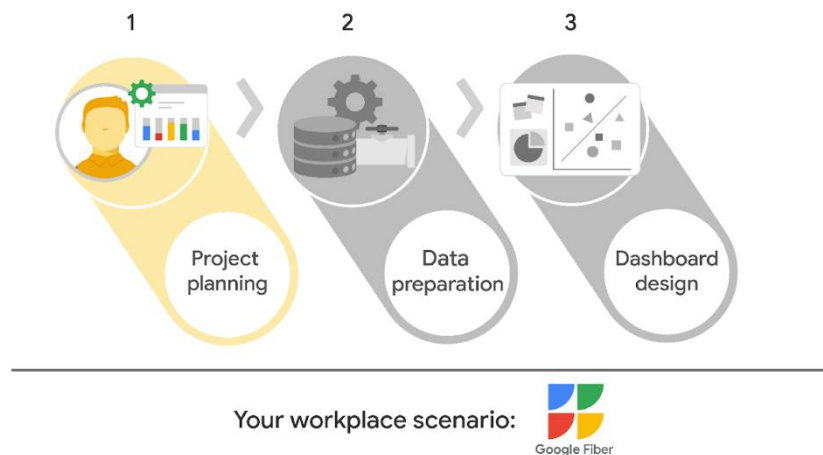 1
2
3
Project
planning
Data
preparation
Dashboard
design
Your workplace scenario:
Google Fiber